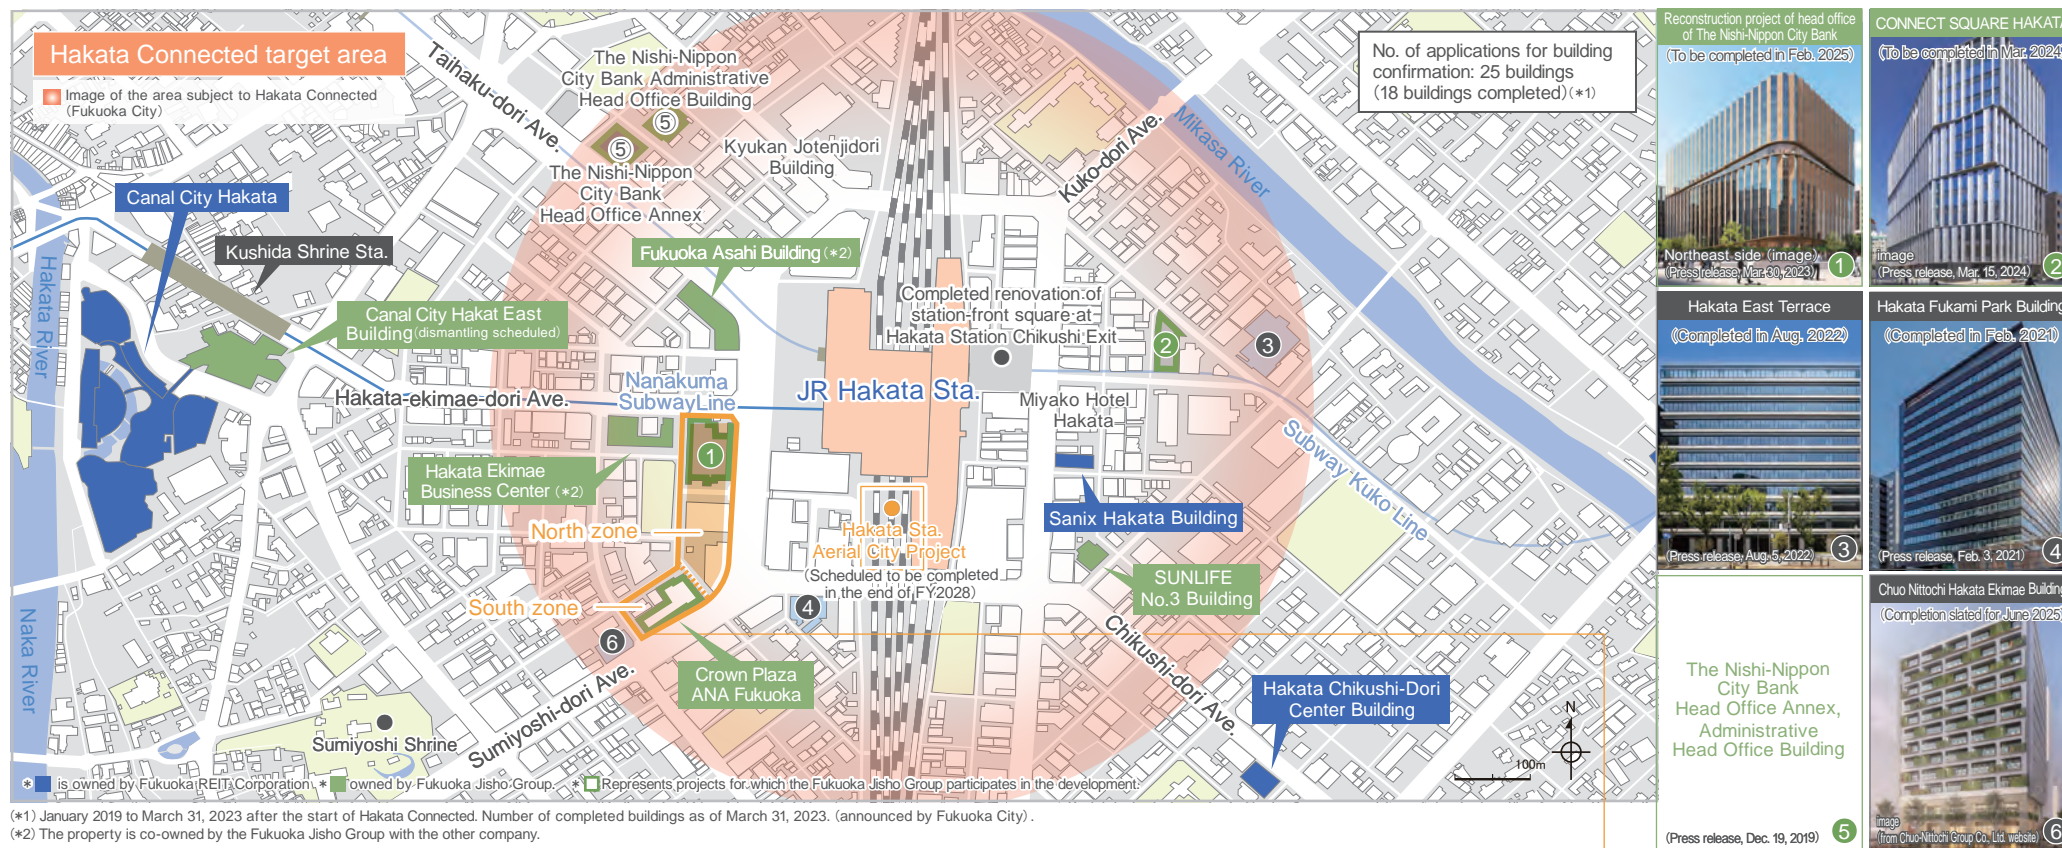 Hakata Connected target area
Image of the area subject to Hakata Connected
(Fukuoka City)
Taihaku-dori Ave.
The Nishi-Nippon
City Bank Administrative
Head Office Building
⑤
⑤
The Nishi-Nippon
City Bank
Head Office Annex
Kyukan Jotenjidori
Building
Kuko-dori Ave.
Mikasa River
No. of applications for building
confirmation: 25 buildings
(18 buildings completed)(*1)
Canal City Hakata
Kushida Shrine Sta.
Hakata River
Canal City Hakat East
Building(dismantling scheduled)
Fukuoka Asahi Building(*2)
Completed renovation of
station-front square at
Hakata Station Chikushi Exit
2
3
Nanakuma
SubwayLine
Hakata-ekimae-dori Ave.
JR Hakata Sta.
Miyako Hotel
Hakata
Subway Kuko Line
1
Hakata Ekimae
Business Center (*2)
Sanix Hakata Building
North zone
Hakata Sta.
Aerial City Project
(Scheduled to be completed
in the end of FY2028)
South zone
4
6
SUNLIFE
No.3 Building
Naka River
Crown Plaza
ANA Fukuoka
Chikushi-dori Ave.
Hakata Chikushi-Dori
Center Building
Sumiyoshi-dori Ave.
Sumiyoshi Shrine
N
100m
* is owned by Fukuoka REIT Corporation. * owned by Fukuoka Jisho Group. * Represents projects for which the Fukuoka Jisho Group participates in the development.
(*1) January 2019 to March 31, 2023 after the start of Hakata Connected. Number of completed buildings as of March 31, 2023. (announced by Fukuoka City).
(*2) The property is co-owned by the Fukuoka Jisho Group with the other company.
Reconstruction project of head office
of The Nishi-Nippon City Bank
(To be completed in Feb. 2025)
Northeast side (image)
(Press release, Mar. 30, 2023)
1
CONNECT SQUARE HAKATA
(To be completed in Mar. 2024)
image
(Press release, Mar. 15, 2024)
2
Hakata East Terrace
(Completed in Aug. 2022)
(Press release, Aug. 5, 2022)
3
Hakata Fukami Park Building
(Completed in Feb. 2021)
(Press release, Feb. 3, 2021)
4
The Nishi-Nippon
City Bank
Head Office Annex,
Administrative
Head Office Building
(Press release, Dec. 19, 2019)
5
Chuo Nittochi Hakata Ekimae Building
(Completion slated for June 2025)
image
(from Chuo-Nittochi Group Co., Ltd. website)
6